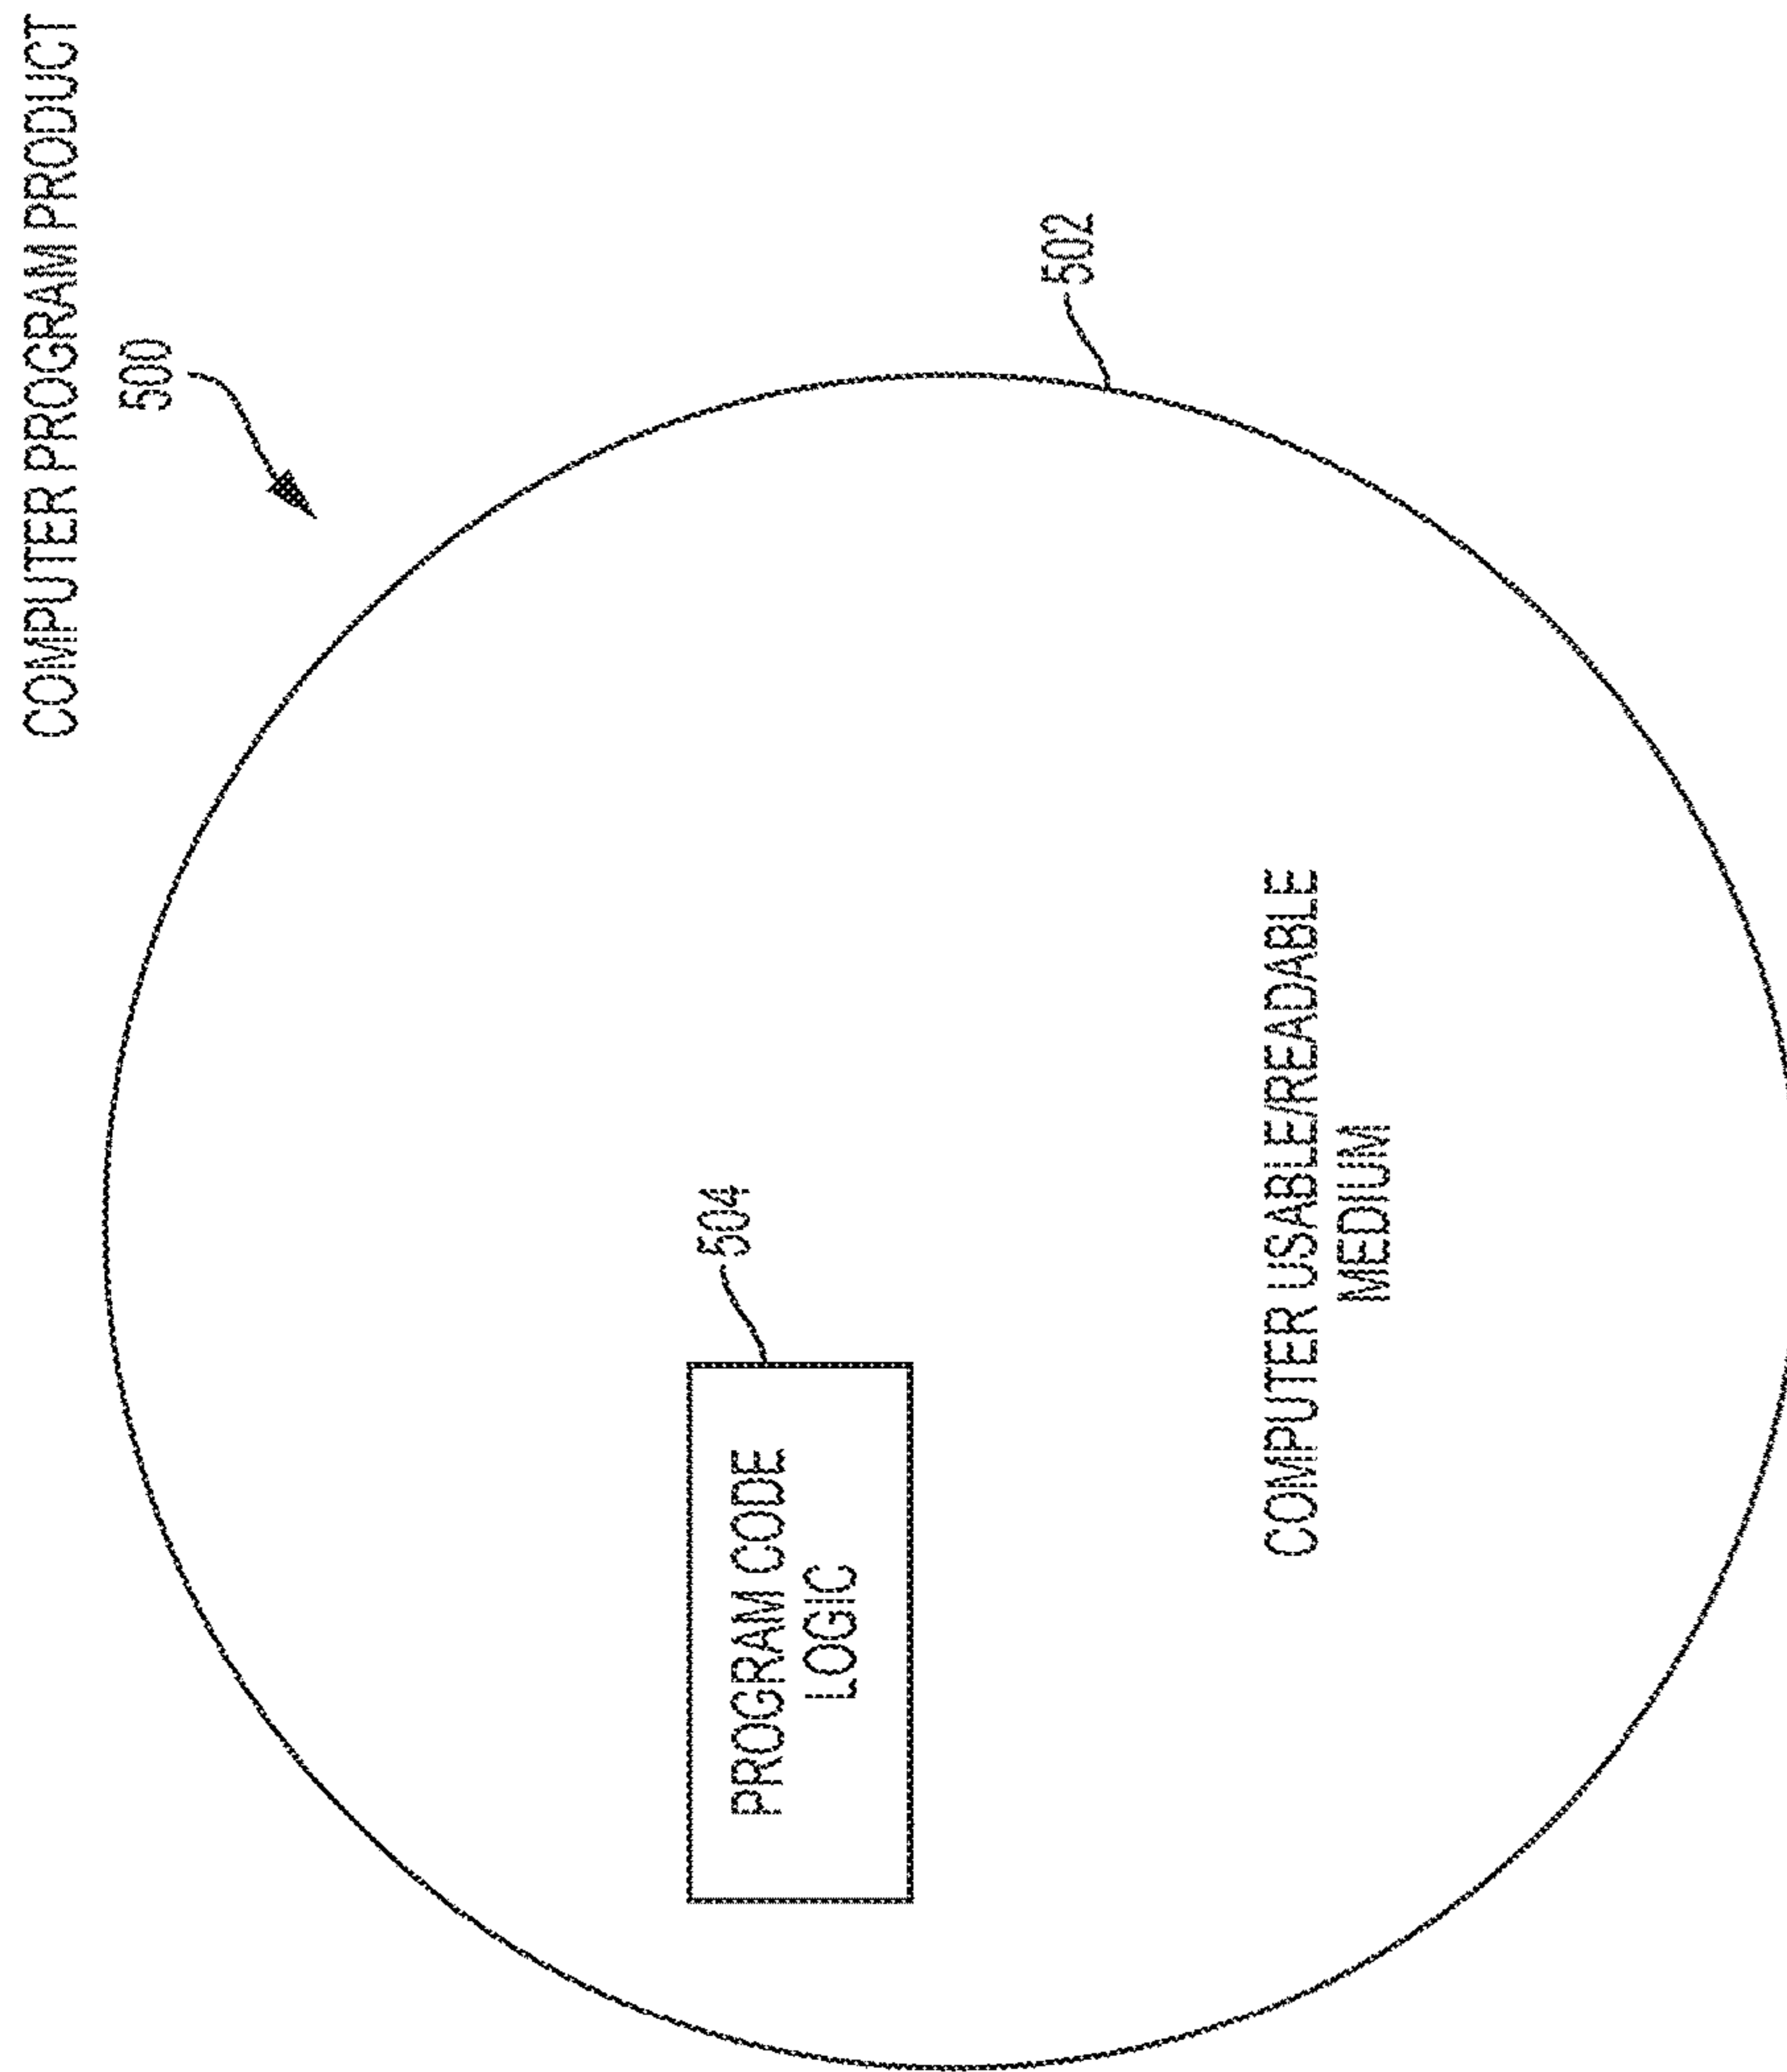 COMPUTER PROGRAM PRODUCT
500
502
504
PROGRAM CODE
LOGIC
COMPUTER USABLE/READABLE
MEDIUM